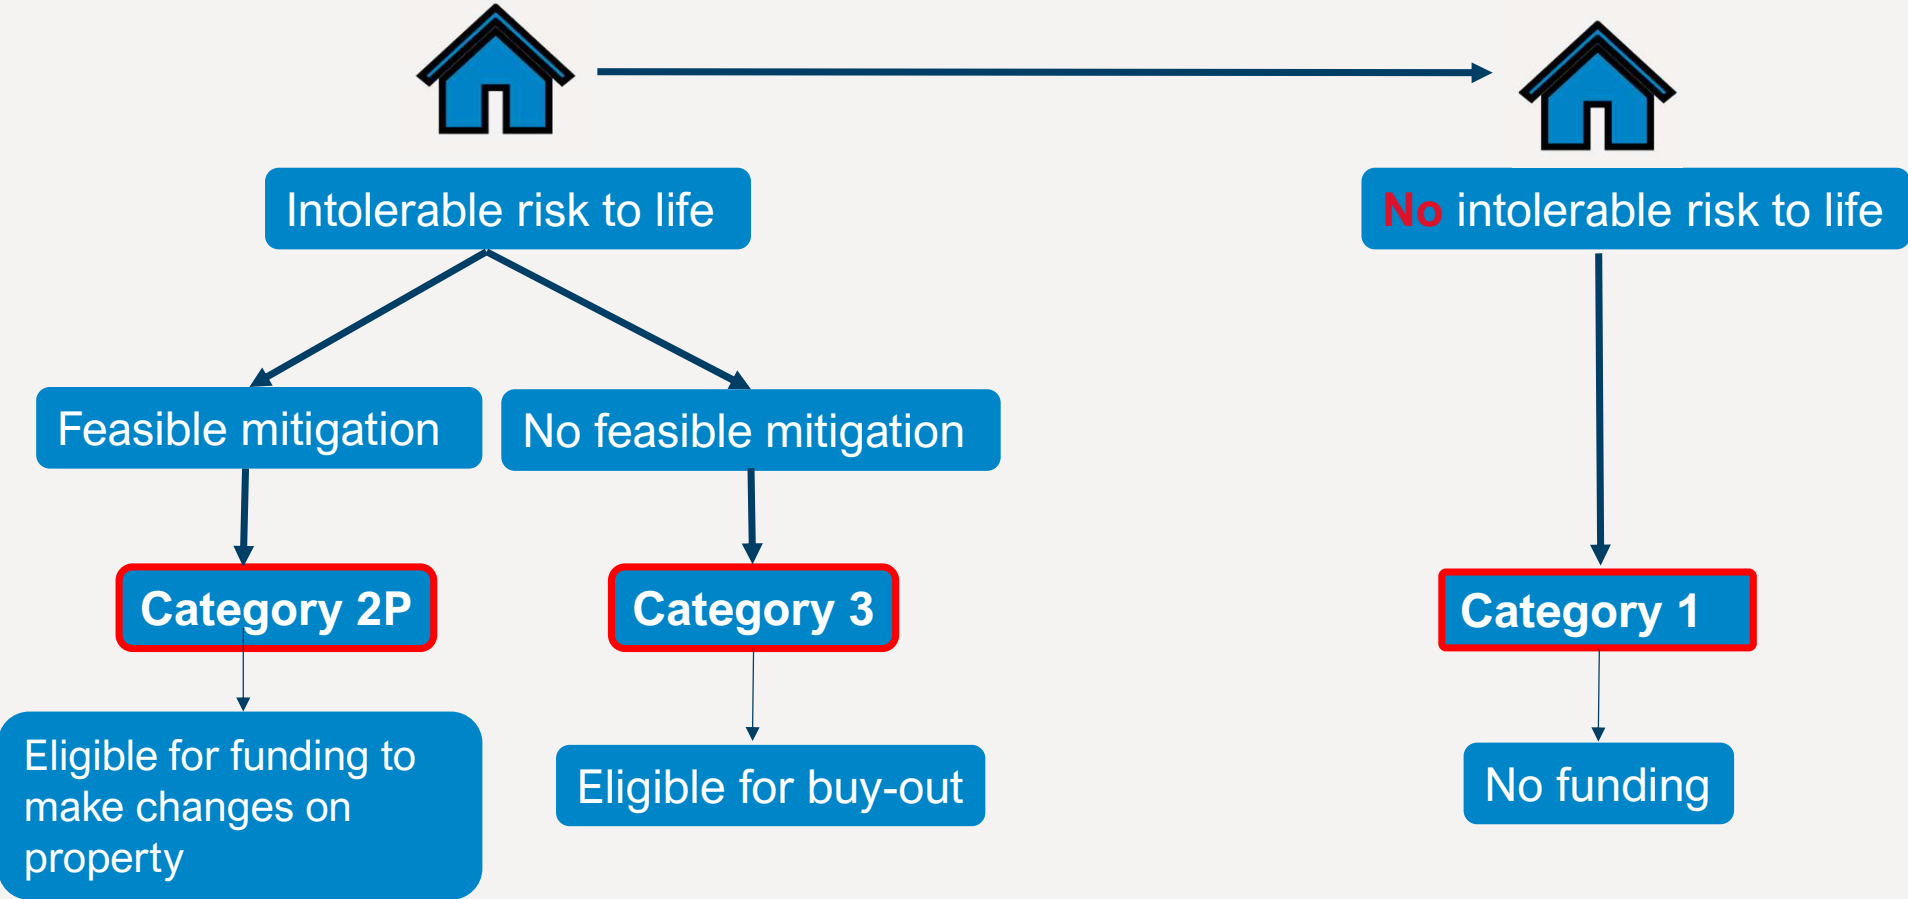 Intolerable risk to life
No intolerable risk to life
Feasible mitigation
No feasible mitigation
Category 2P
Category 3
Category 1
Eligible for funding to
make changes on
property
Eligible for buy-out
No funding